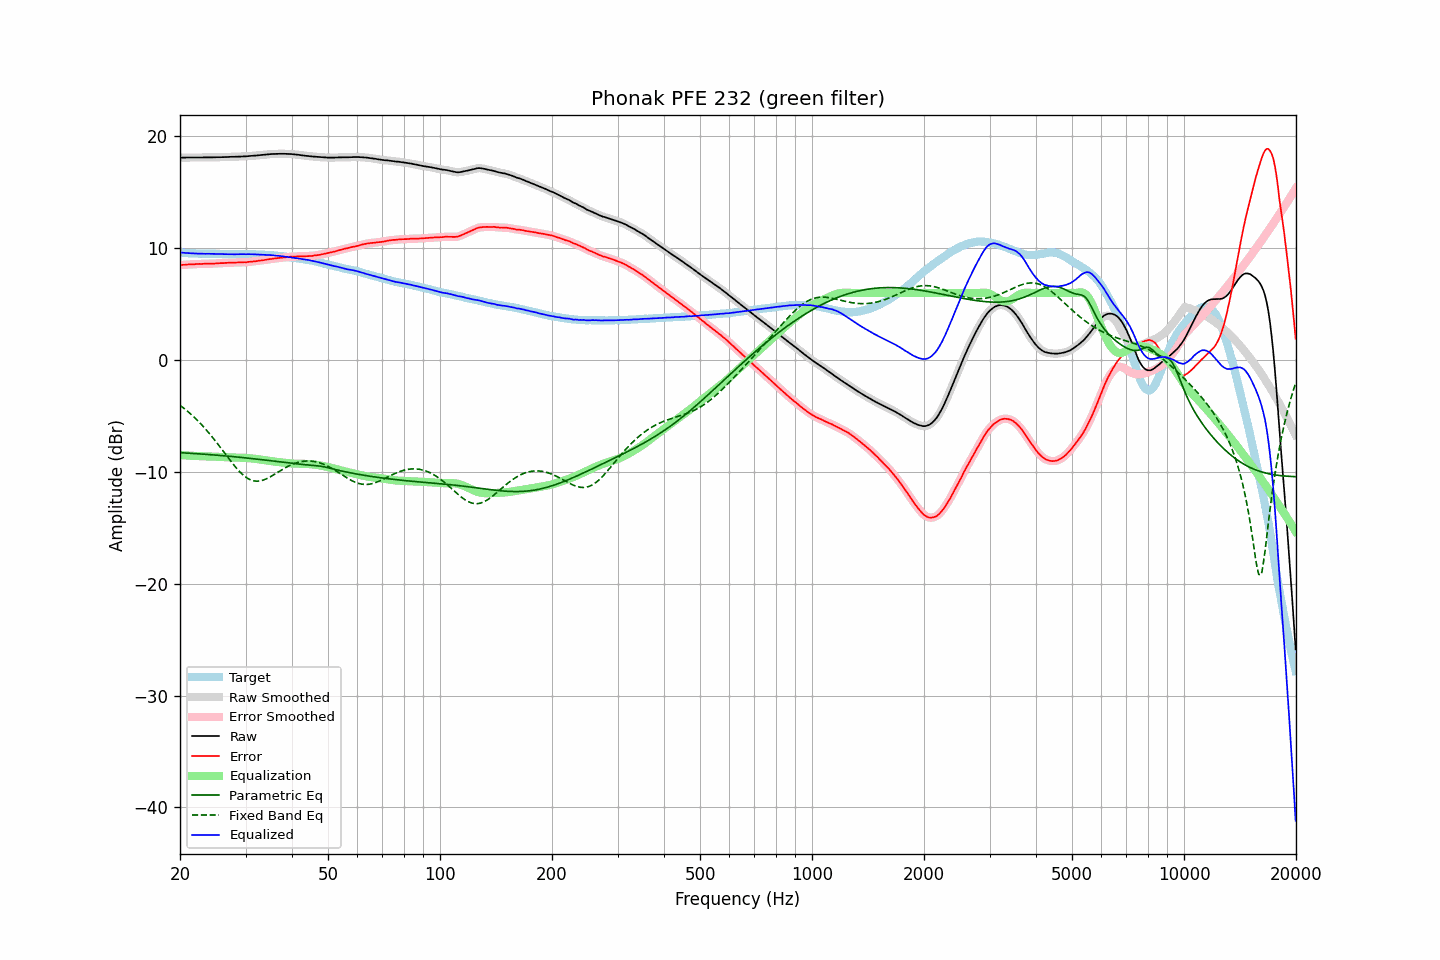 Phonak PFE 232 (green filter)
Amplitude (dBr)
20
10
0
−10
−20
−30
−40
Target
Raw Smoothed
Error Smoothed
Raw
Error
Equalization
Parametric Eq
Fixed Band Eq
Equalized
20 50 100 200 500 1000 2000 5000 10000 20000
Frequency (Hz)